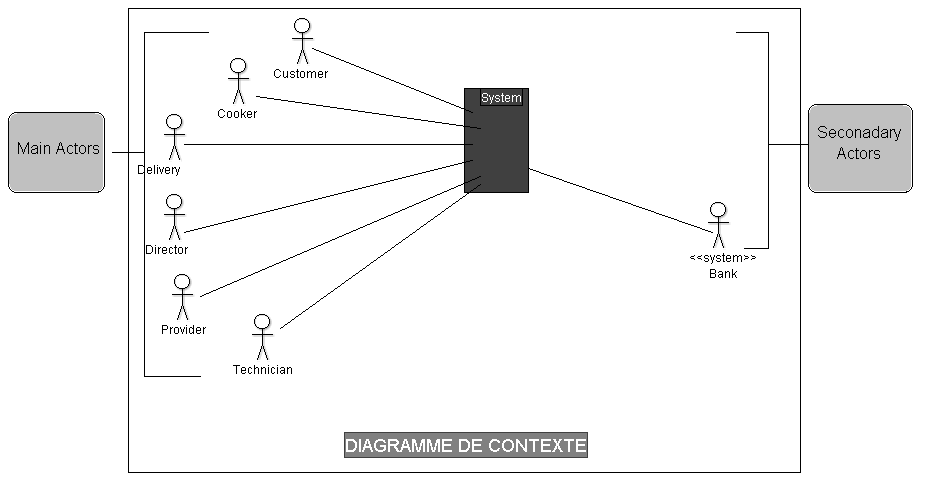 Customer
Cooker
System
Main Actors
Seconadary
Actors
Delivery
Director
<<system>>
Bank
Provider
Technician
DIAGRAMME DE CONTEXTE